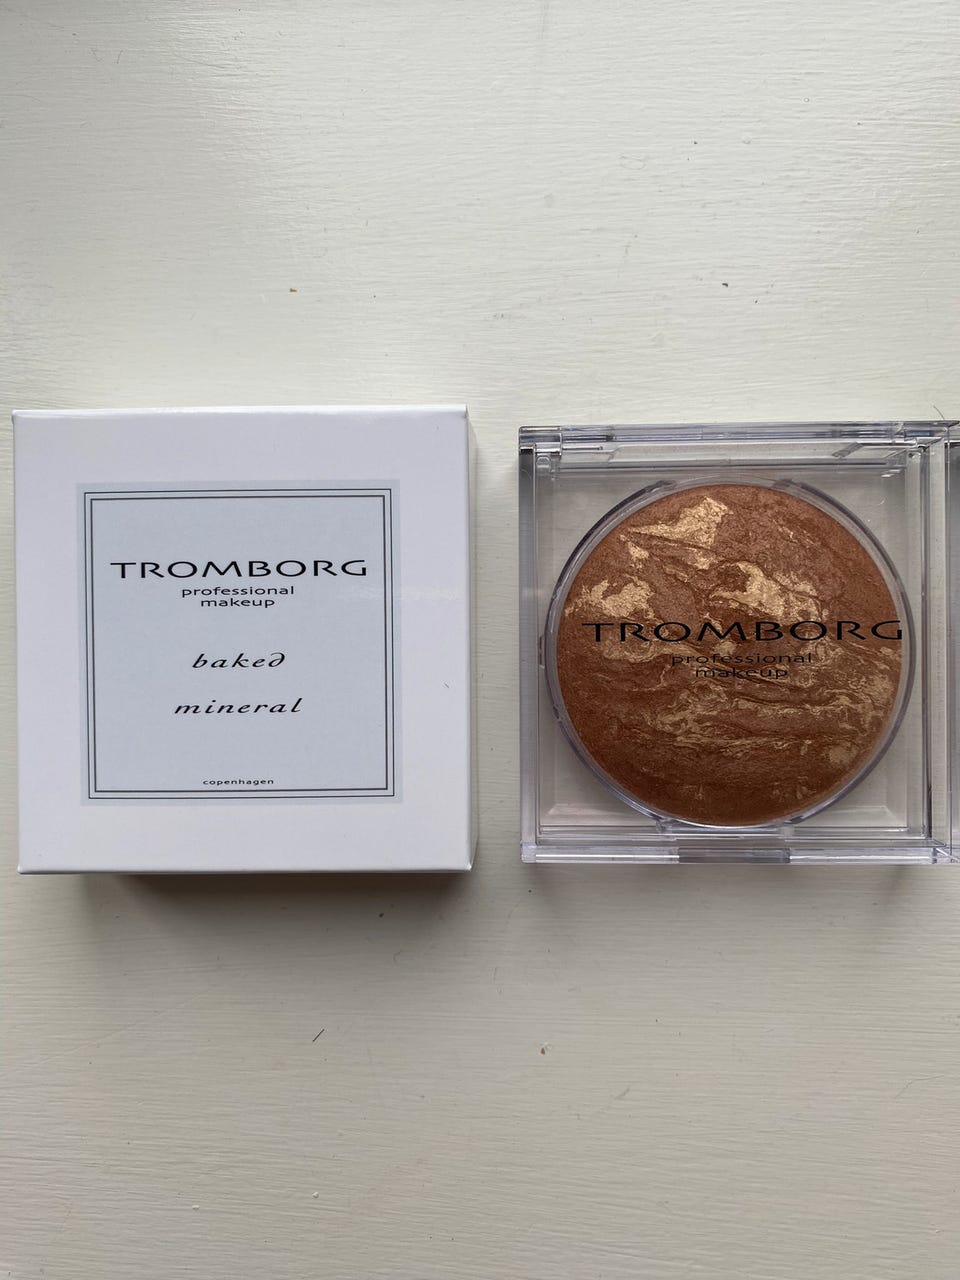 TROMBORG
professional
makeup
baked
mineral
copenhagen
TROMBORG
professional
makeup